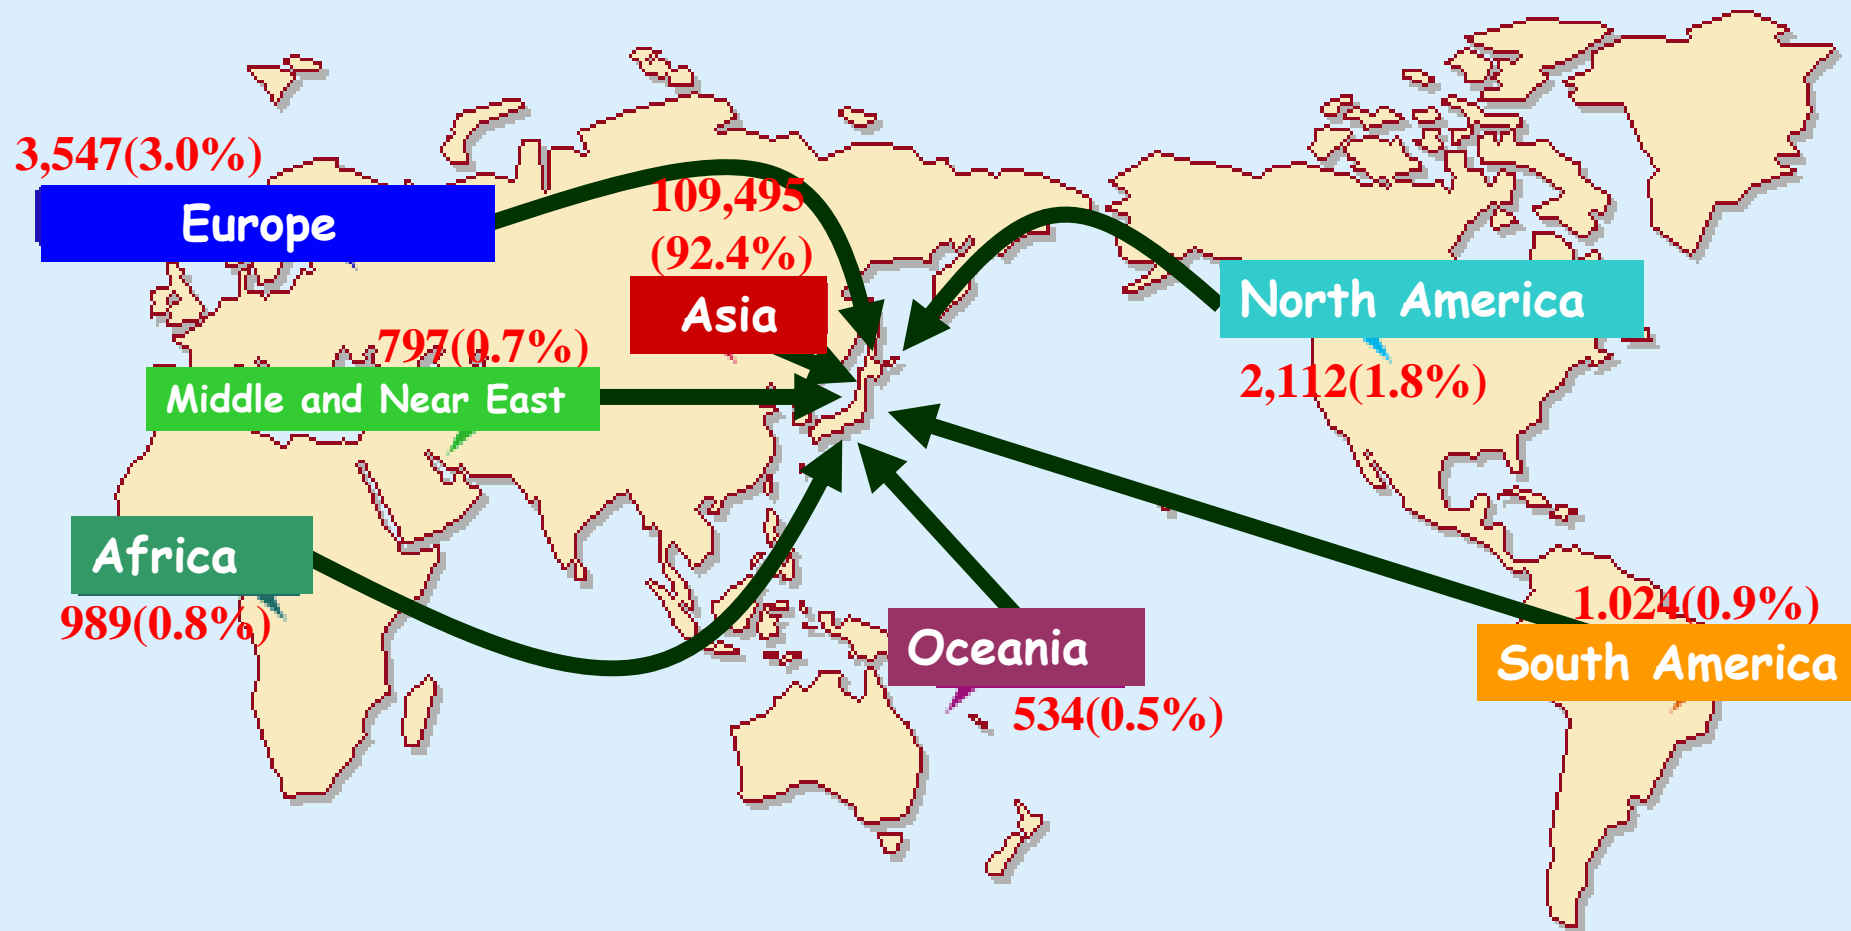 3,547(3.0%)
Europe
109,495
(92.4%)
Asia
North America
2,112(1.8%)
797(0.7%)
Middle and Near East
Africa
989(0.8%)
Oceania
534(0.5%)
1.024(0.9%)
South America